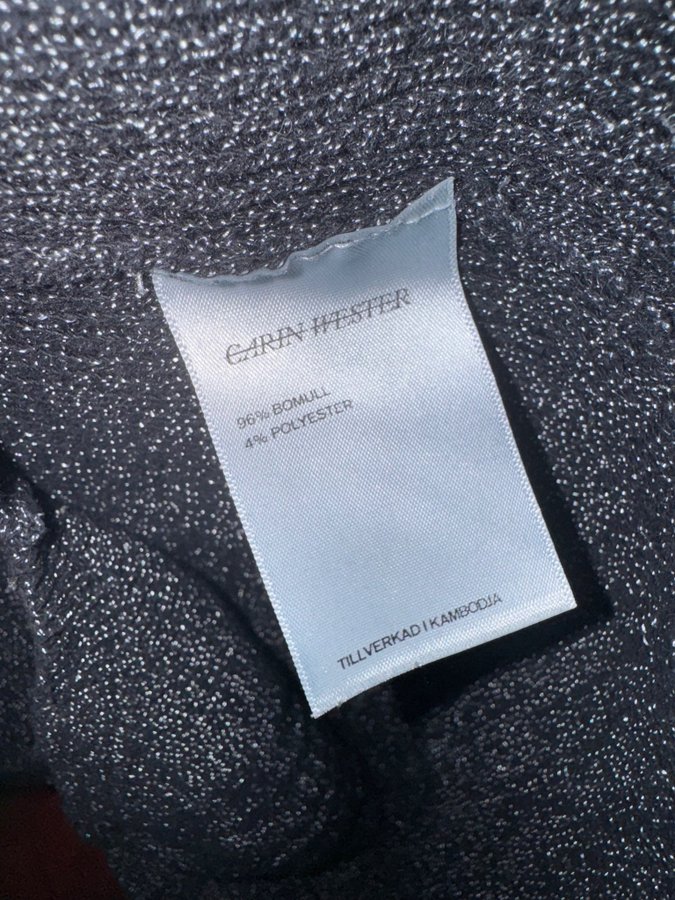 CARIN WESTER
96% BOMULL
4% POLYESTER
TILLVERKAD I KAMBODJA